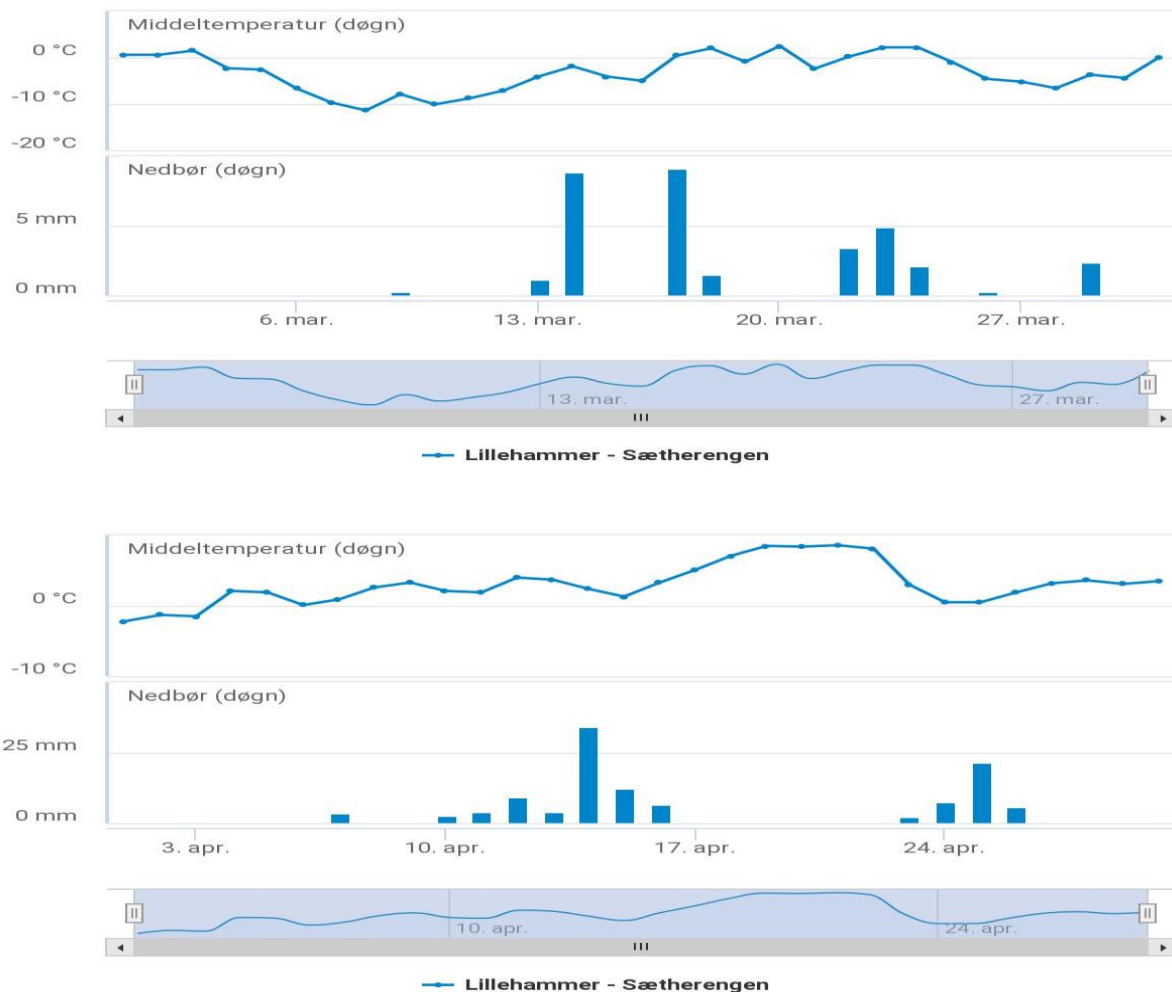 Middeltemperatur (døgn)
0 °C
-10 °C
-20 °C
Nedbør (døgn)
5 mm
0 mm
6. mar.
13. mar.
20. mar.
27. mar.
13. mar.
27. mar.
Lillehammer - Sætherengen
Middeltemperatur (døgn)
0 °C
-10 °C
Nedbør (døgn)
25 mm
0 mm
3. apr.
10. apr.
17. apr.
24. apr.
10. apr.
24. apr.
Lillehammer - Sætherengen